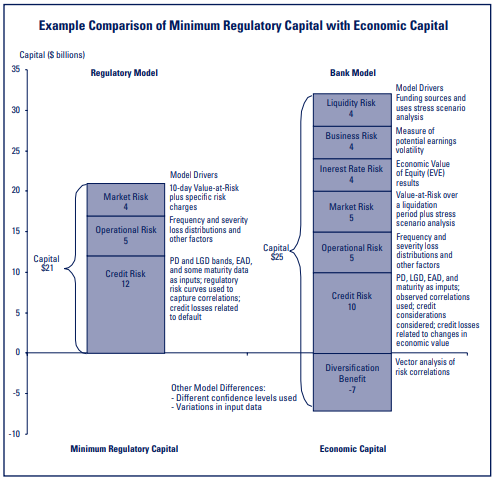 Example Comparison of Minimum Regulatory Capital with Economic Capital
Capital ($ billions)
35
30
25
20
15
10
5
0
-5
-10
Regulatory Model
Model Drivers
Market Risk
4
10-day Value-at-Risk
plus specific risk
charges
Operational Risk
5
Frequency and severity
loss distributions and
other factors
Capital
$21
Credit Risk
12
PD and LGD bands, EAD,
and some maturity data
as inputs; regulatory
risk curves used to
capture correlations;
credit losses related
to default
Bank Model
Model Drivers
Liquidity Risk
4
Funding sources and
uses stress scenario
analysis
Business Risk
4
Measure of
potential earnings
volatility
Inerest Rate Risk
4
Economic Value
of Equity (EVE)
results
Market Risk
5
Value-at-Risk over
a liquidation
period plus stress
scenario analysis
Capital
$25
Operational Risk
5
Frequency and
severity loss
distributions and
other factors
Credit Risk
10
PD, LGD, EAD, and
maturity as inputs;
observed correlations
used; credit
considerations
considered; credit losses
related to changes in
economic value
Diversification
Benefit
-7
Vector analysis of
risk correlations
Other Model Differences:
- Different confidence levels used
- Variations in input data
Minimum Regulatory Capital
Economic Capital